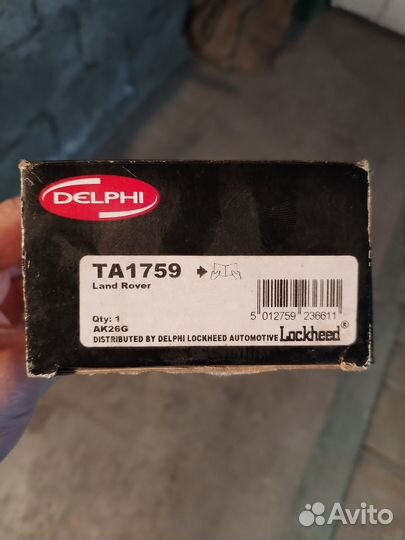 DELPHI
TA1759
Land Rover
Qty: 1
AK26G
DISTRIBUTED BY DELPHI LOCKHEED AUTOMOTIVE Lockheed®
5 012759 236611
Avito